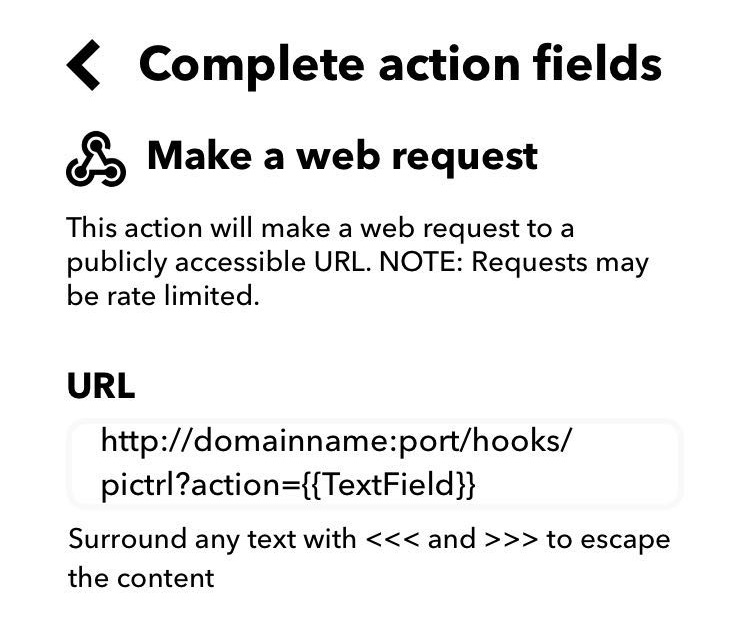 Complete action fields
Make a web request
This action will make a web request to a
publicly accessible URL. NOTE: Requests may
be rate limited.
URL
http://domainname:port/hooks/
pictrl?action={{TextField}}
Surround any text with <<< and >>> to escape
the content